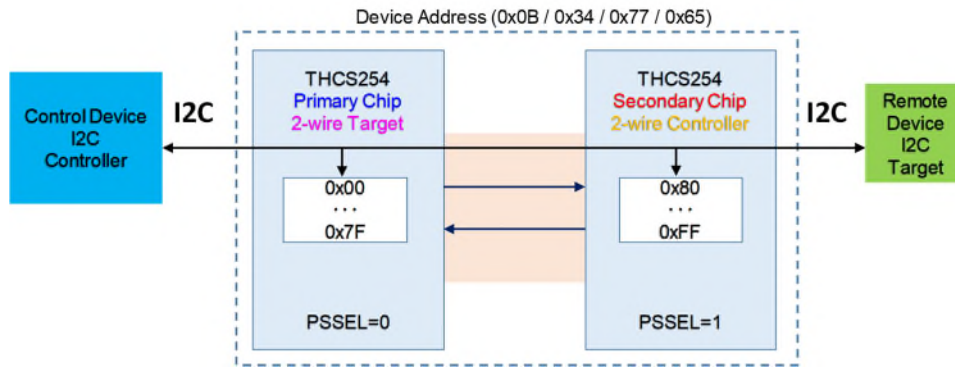 Device Address (0x0B / 0x34 / 0x77 / 0x65)
Control Device
I2C
Controller
I2C
THCS254
Primary Chip
2-wire Target
0x00
...
0x7F
PSSEL=0
THCS254
Secondary Chip
2-wire Controller
0x80
...
0xFF
PSSEL=1
I2C
Remote
Device
I2C
Target